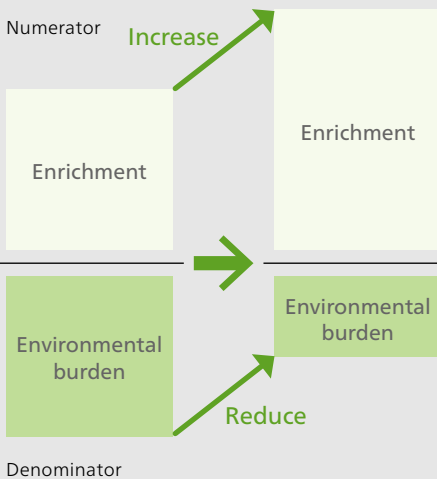 Numerator
Increase
Enrichment
Enrichment
Environmental
burden
Environmental
burden
Reduce
Denominator